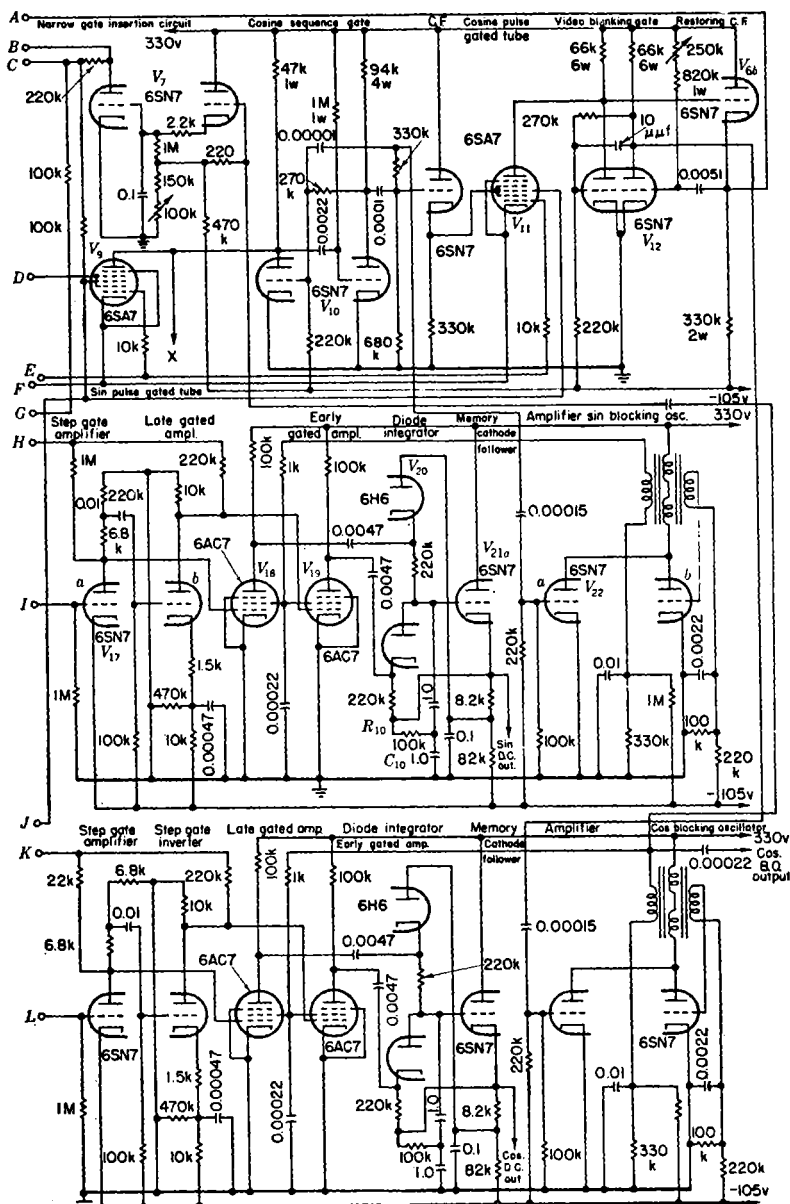 A
Narrow gate insertion circuit
Cosine sequence gate
C.F.
Cosine pulse gated tube
Video blanking gate
Restoring C.F.
B
330v
C
220k
V7
6SN7
47k 1w
94k 4w
66k 6w
66k 6w
250k
V6b
1M 1w
820k 1w
6SN7
2.2k
0.00001
330k
6SA7
270k
10 μμf
1M
220
100k
150k
270 k
0.0022
0.0001
0.0051
0.1
100k
100k
470 k
6SN7
V11
6SN7
V12
V9
D
6SN7
V10
6SA7
10k
X
220k
680 k
330k
10k
220k
330k 2w
E
F
Sin pulse gated tube
-105v
G
330v
Step gate amplifier
Late gated ampl.
Early gated ampl.
Diode integrator
Memory cathode follower
Amplifier sin blocking osc.
H
1M
220k
100k
1k
100k
V20
0.01
220k
10k
6H6
0.00015
6.8 k
0.0047
220k
V21a
6AC7
V18
V19
0.0047
6SN7
6SN7
a
b
a
V22
b
I
6SN7
V17
6AC7
220k
0.01
0.0022
1.5k
1M
470k
0.00047
0.00022
220k
1.0
8.2k
1M
R10
100k
0.1
Sin D.C. out.
100k
10k
C10
1.0
82k
100k
330k
100 k
220 k
-105v
J
Step gate amplifier
Step gate inverter
Late gated amp.
Diode integrator
Memory
Amplifier
Cos blocking oscillator
330v
K
Early gated amp.
Cathode follower
0.00022
Cos. B.O. output
22k
6.8k
220k
100k
1k
100k
0.01
10k
6H6
0.00015
6.8k
0.0047
6AC7
220k
0.0047
L
6SN7
6AC7
6SN7
6SN7
220k
0.0022
1.5k
0.00047
0.01
1M
470k
0.00022
220k
1.0
8.2k
100k
0.1
Cos. D.C. out
100k
10k
1.0
82k
100k
330 k
100 k
220k
-105v